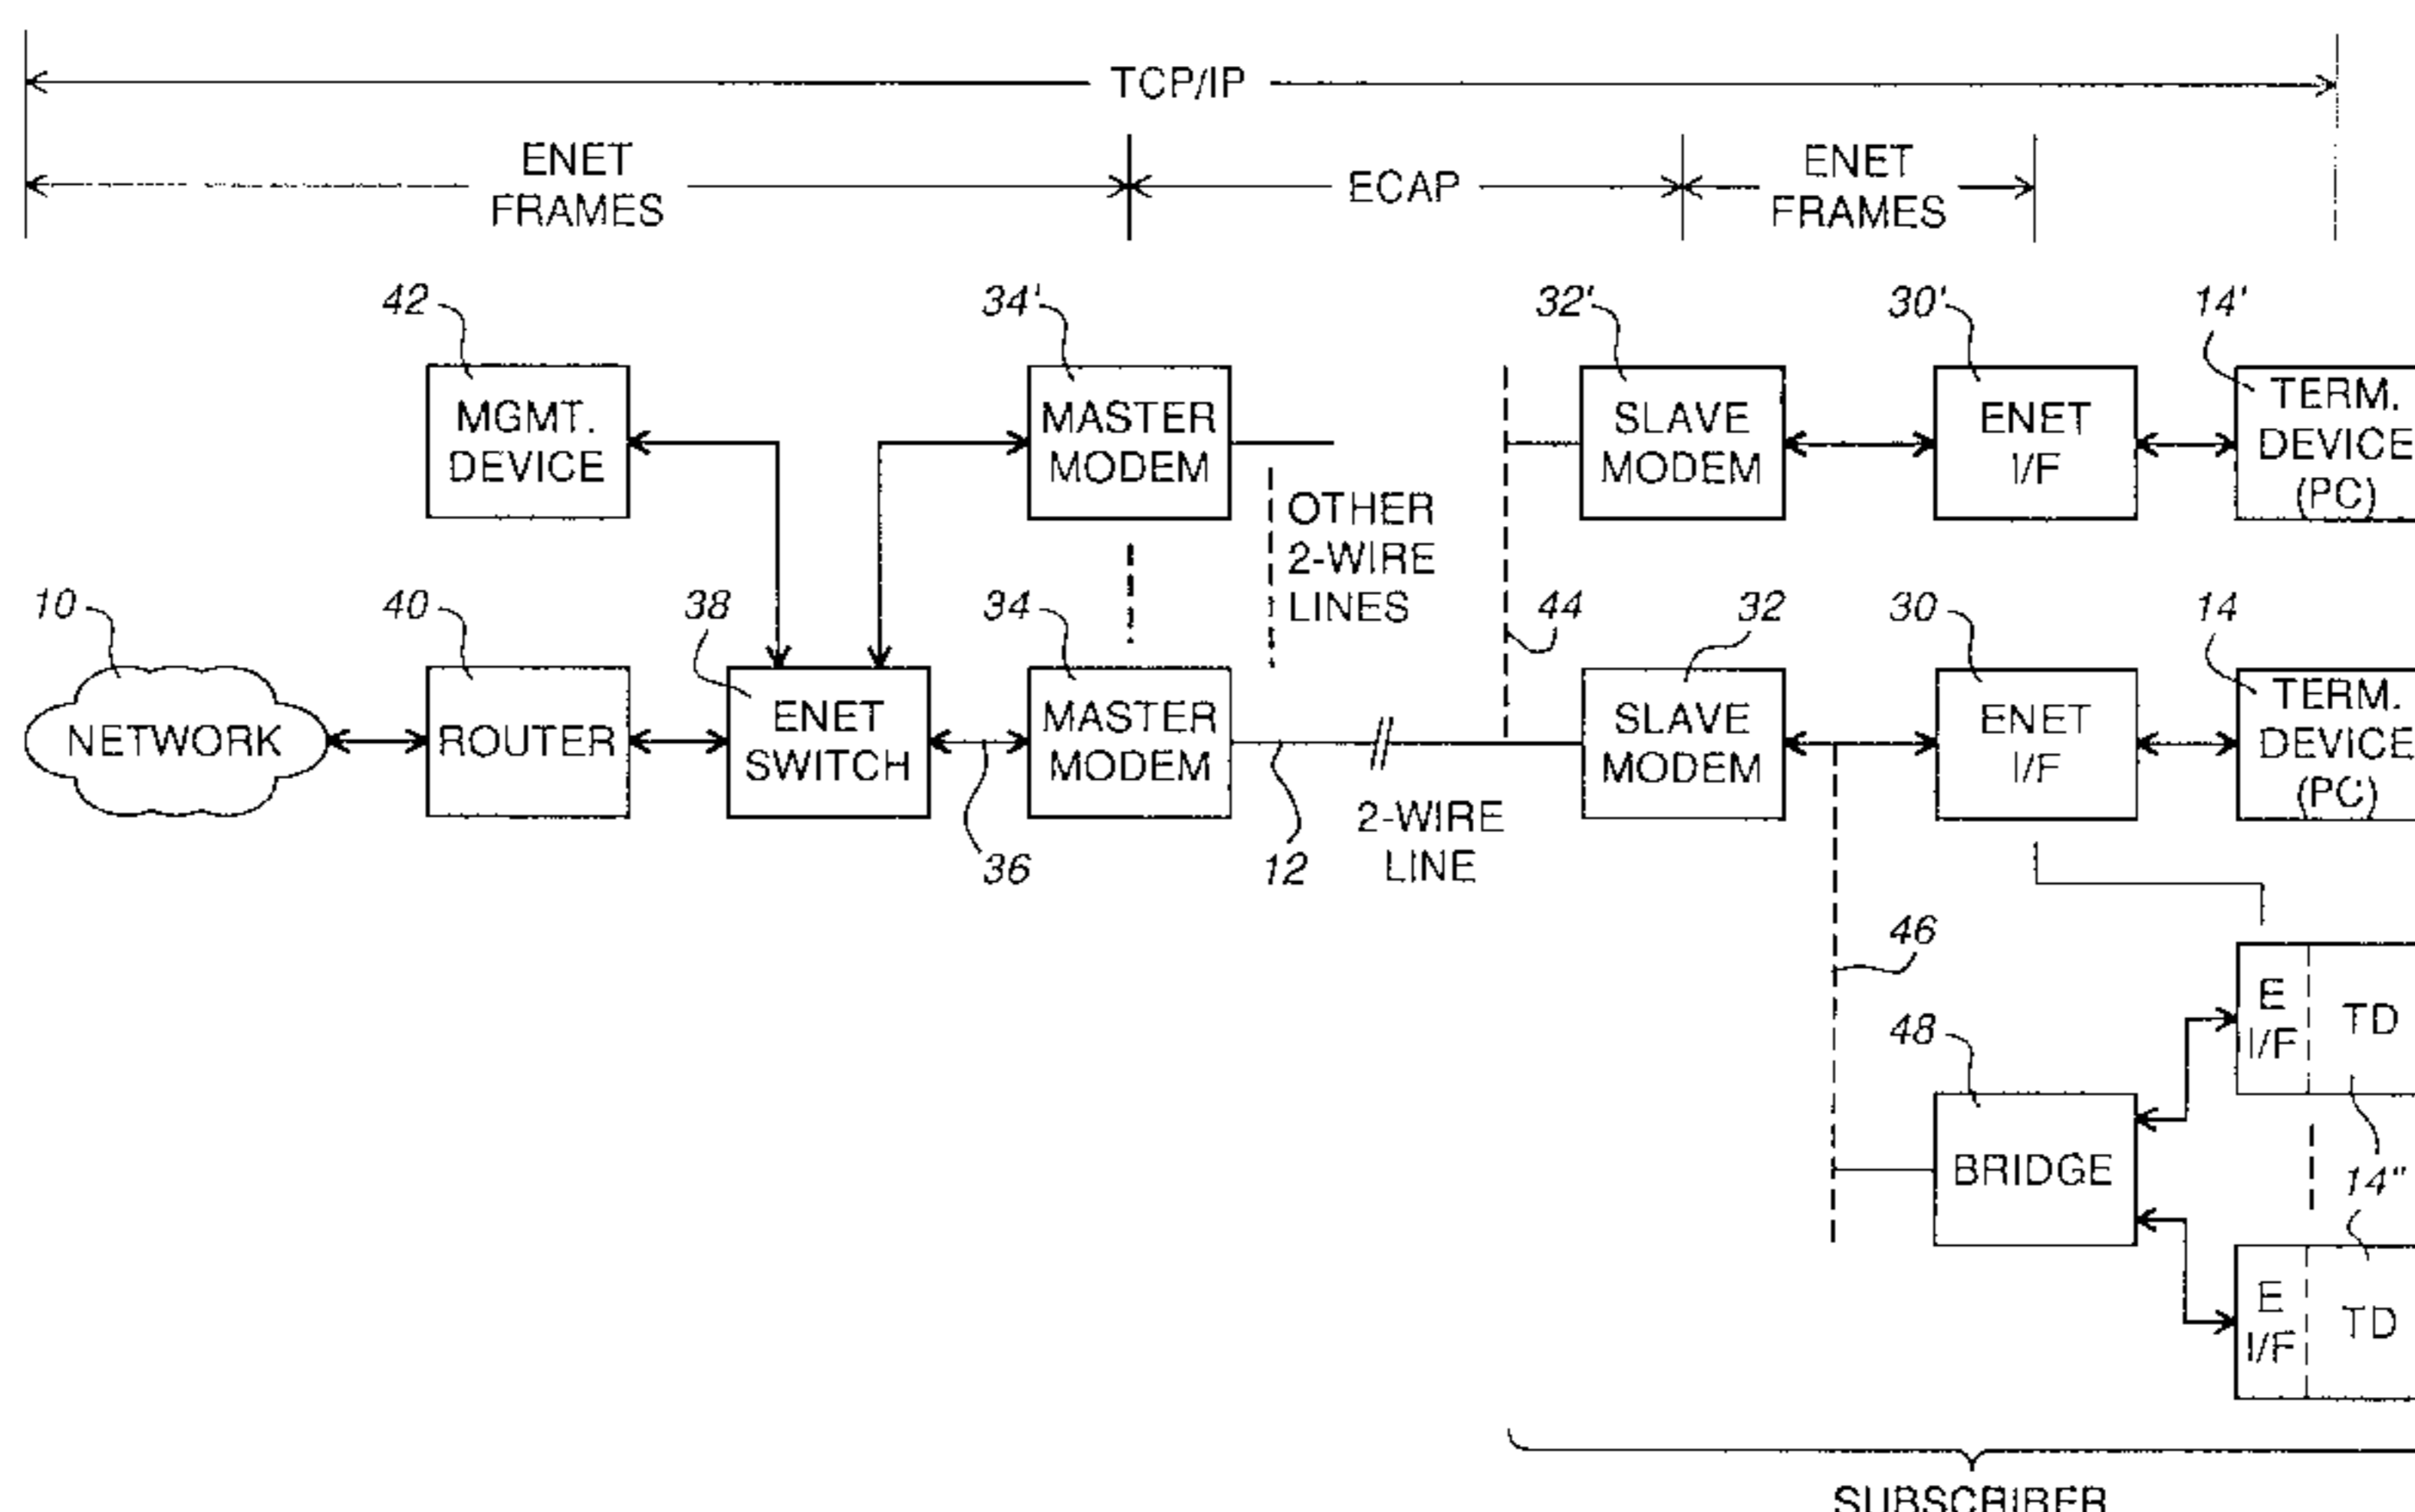 TCP/IP
ENET
FRAMES
ECAP
ENET
FRAMES
42
34'
32'
30'
14'
MGMT.
DEVICE
MASTER
MODEM
SLAVE
MODEM
ENET
I/F
TERM.
DEVICE
(PC)
OTHER
2-WIRE
LINES
10
40
38
34
44
32
30
14
NETWORK
ROUTER
ENET
SWITCH
MASTER
MODEM
SLAVE
MODEM
ENET
I/F
TERM.
DEVICE
(PC)
36
12
2-WIRE
LINE
46
E
I/F
TD
48
BRIDGE
14"
E
I/F
TD
SUBSCRIBER